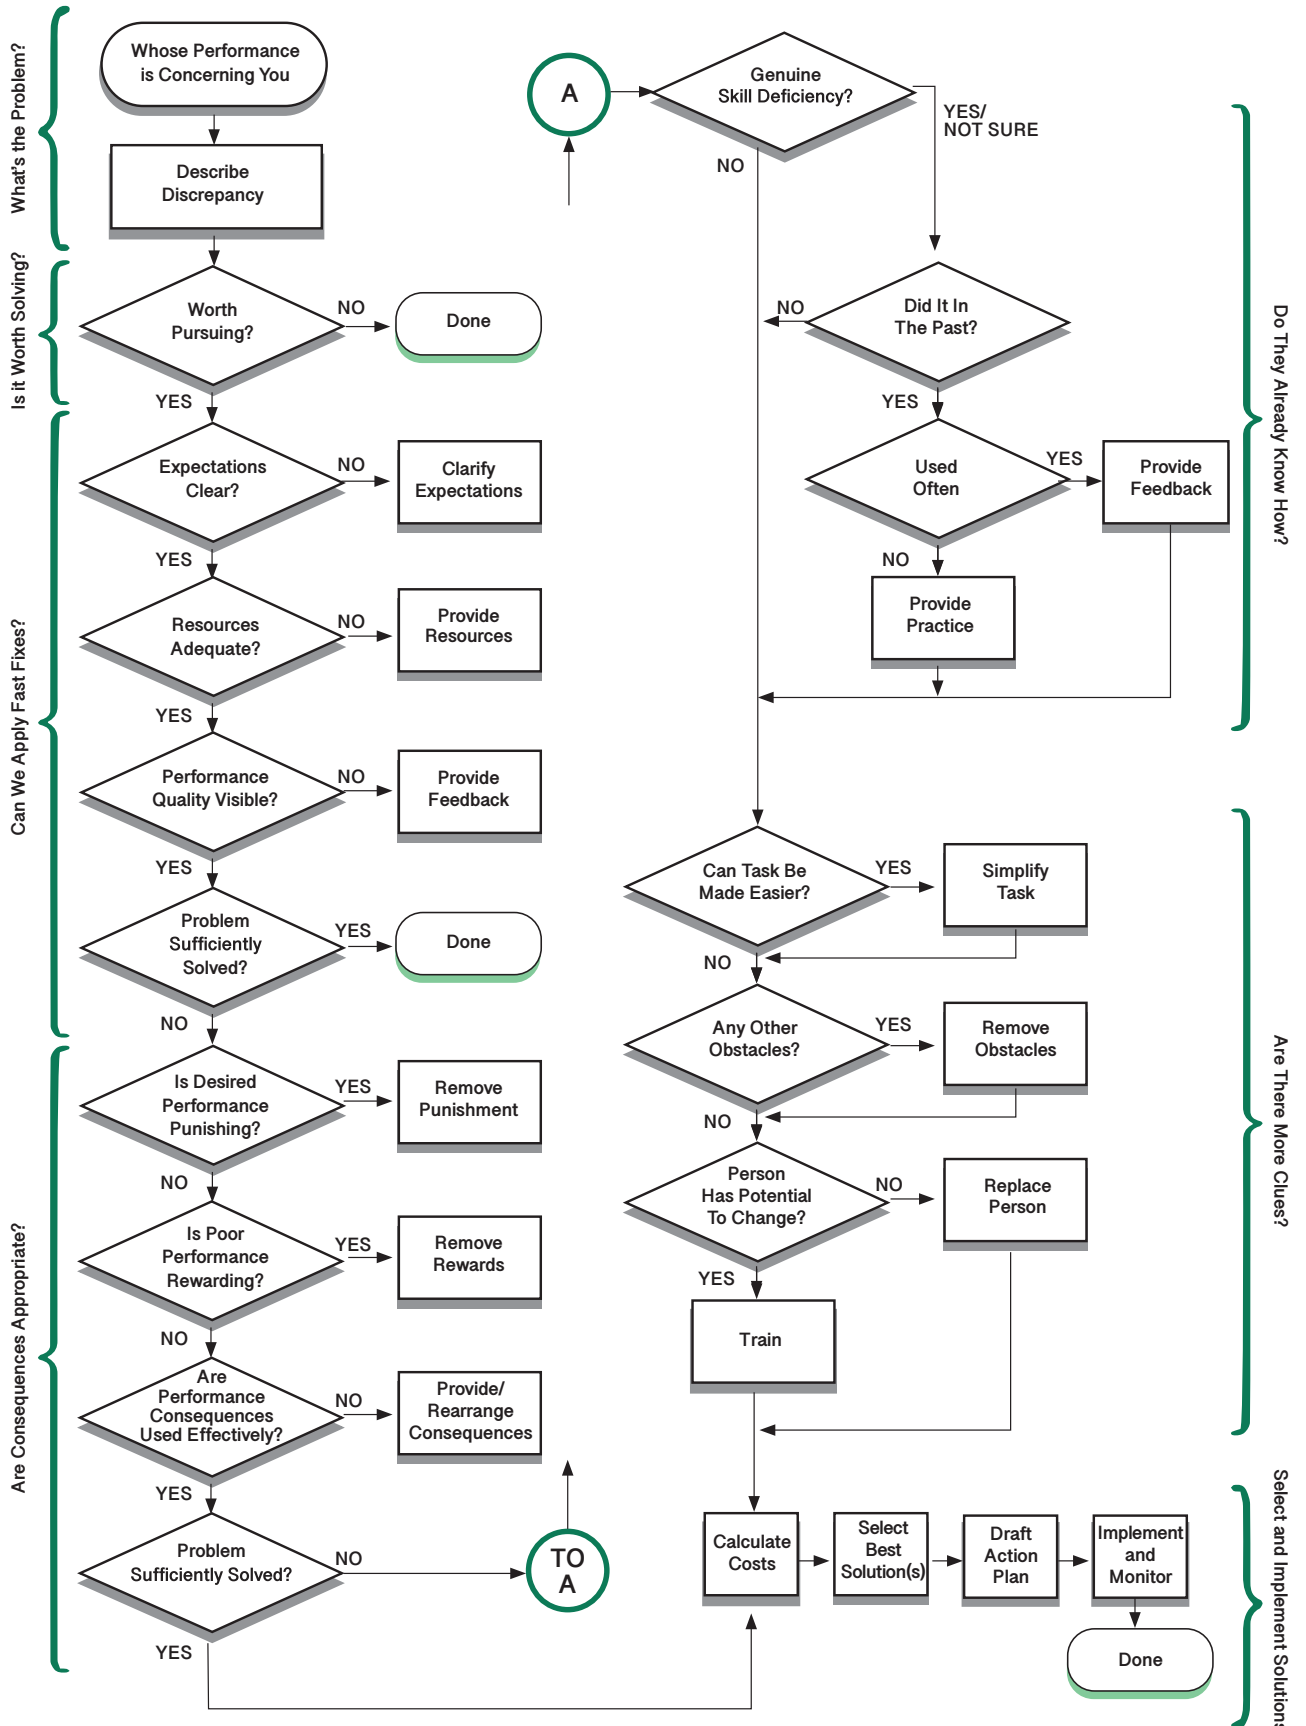 What's the Problem?
Whose Performance
is Concerning You
Describe
Discrepancy
Is it Worth Solving?
Worth
Pursuing?
NO
Done
YES
Can We Apply Fast Fixes?
Expectations
Clear?
NO
Clarify
Expectations
YES
Resources
Adequate?
NO
Provide
Resources
YES
Performance
Quality Visible?
NO
Provide
Feedback
YES
Problem
Sufficiently
Solved?
YES
Done
NO
Are Consequences Appropriate?
Is Desired
Performance
Punishing?
YES
Remove
Punishment
NO
Is Poor
Performance
Rewarding?
YES
Remove
Rewards
NO
Are
Performance
Consequences
Used Effectively?
NO
Provide/
Rearrange
Consequences
YES
Problem
Sufficiently Solved?
NO
TO
A
YES
A
Genuine
Skill Deficiency?
YES/
NOT SURE
NO
Do They Already Know How?
Did It In
The Past?
NO
YES
Used
Often
YES
Provide
Feedback
NO
Provide
Practice
Are There More Clues?
Can Task Be
Made Easier?
YES
Simplify
Task
NO
Any Other
Obstacles?
YES
Remove
Obstacles
NO
Person
Has Potential
To Change?
NO
Replace
Person
YES
Train
Select and Implement Solutions
Calculate
Costs
Select
Best
Solution(s)
Draft
Action
Plan
Implement
and
Monitor
Done